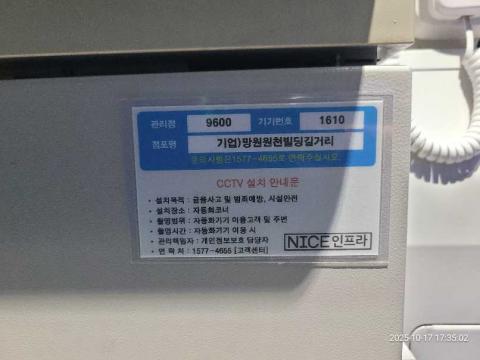 관리점 9600 기기번호 1610
점포명 기업)망원원천빌딩길거리
문의사항은1577-4655로 연락주십시오.
CCTV 설치 안내문
• 설치목적 : 금융사고 및 범죄예방, 시설안전
• 설치장소 : 자동화코너
• 촬영범위 : 자동화기기 이용고객 및 주변
• 촬영시간 : 자동화기기 이용 시
• 관리책임자 : 개인정보보호 담당자
• 연 락 처 : 1577-4655 [고객센터]
NICE인프라
2025-10-17 17:35:02